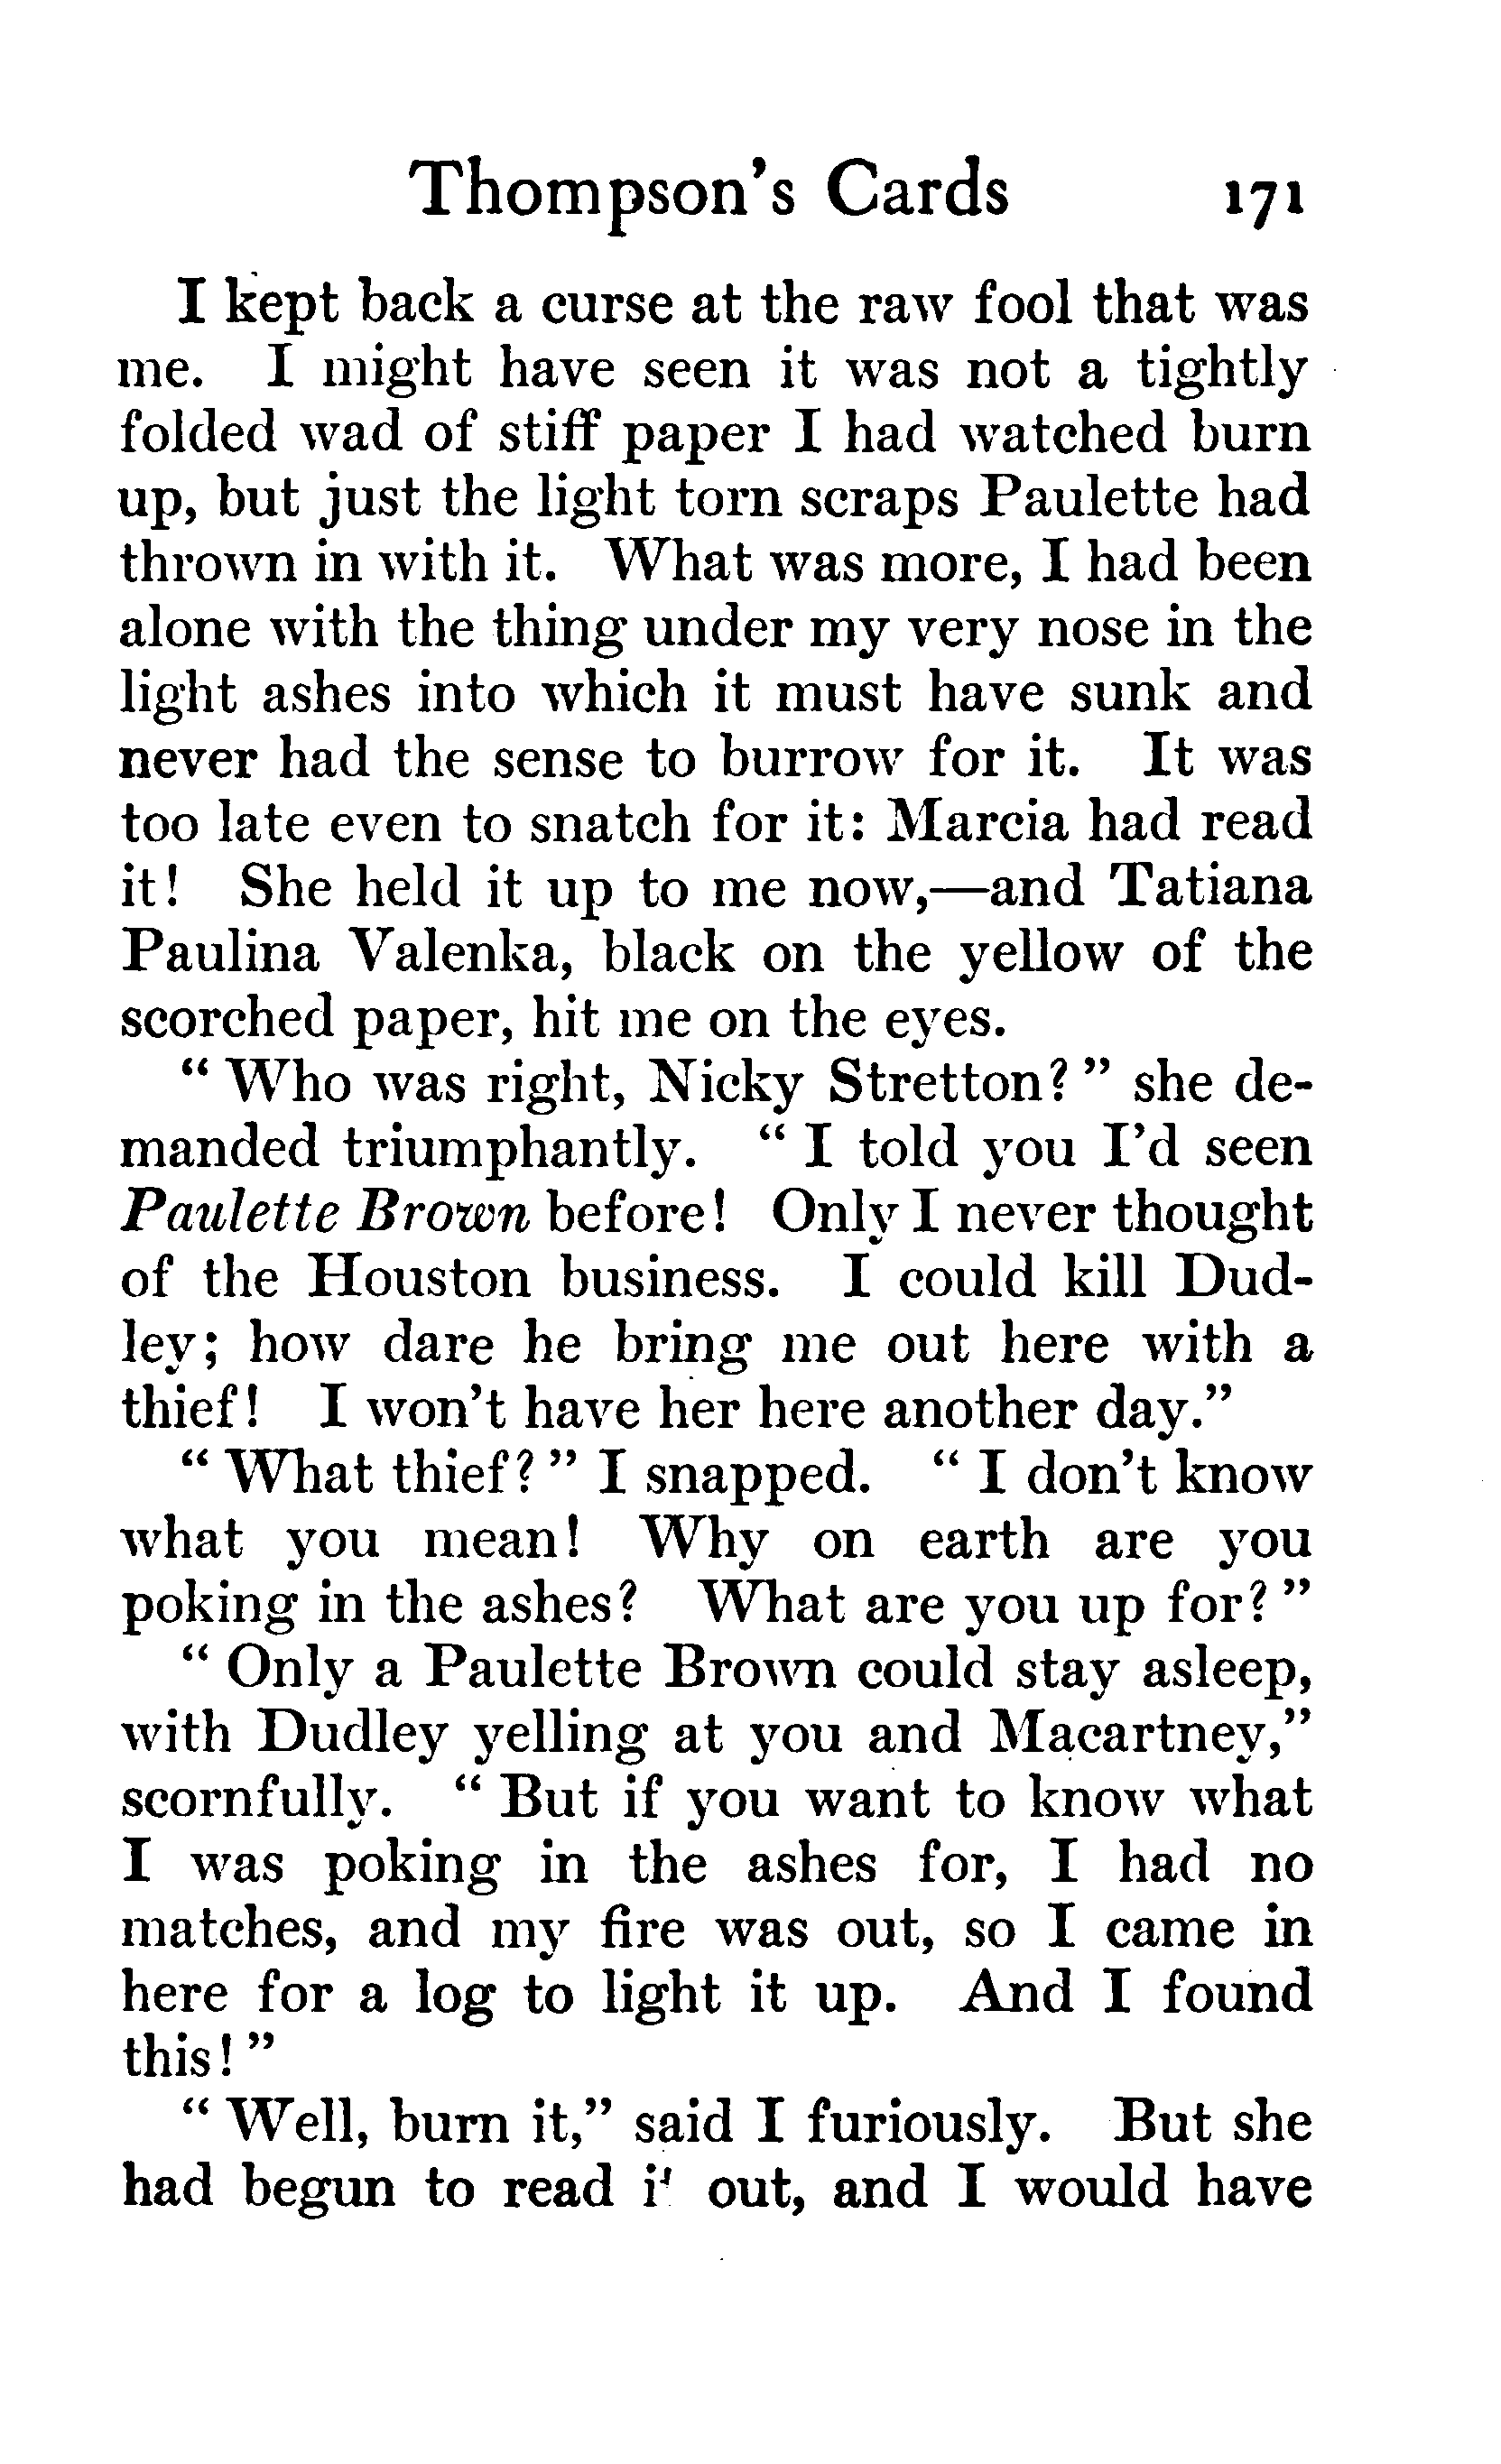 Thompson's Cards 171
I kept back a curse at the raw fool that was
me. I might have seen it was not a tightly
folded wad of stiff paper I had watched burn
up, but just the light torn scraps Paulette had
thrown in with it. What was more, I had been
alone with the thing under my very nose in the
light ashes into which it must have sunk and
never had the sense to burrow for it. It was
too late even to snatch for it: Marcia had read
it! She held it up to me now,—and Tatiana
Paulina Valenka, black on the yellow of the
scorched paper, hit me on the eyes.
" Who was right, Nicky Stretton? " she de-
manded triumphantly. " I told you I'd seen
Paulette Brown before! Only I never thought
of the Houston business. I could kill Dud-
ley; how dare he bring me out here with a
thief! I won't have her here another day."
" What thief? " I snapped. " I don't know
what you mean! Why on earth are you
poking in the ashes? What are you up for? "
" Only a Paulette Brown could stay asleep,
with Dudley yelling at you and Macartney,"
scornfully. " But if you want to know what
I was poking in the ashes for, I had no
matches, and my fire was out, so I came in
here for a log to light it up. And I found
this! "
" Well, burn it," said I furiously. But she
had begun to read it out, and I would have